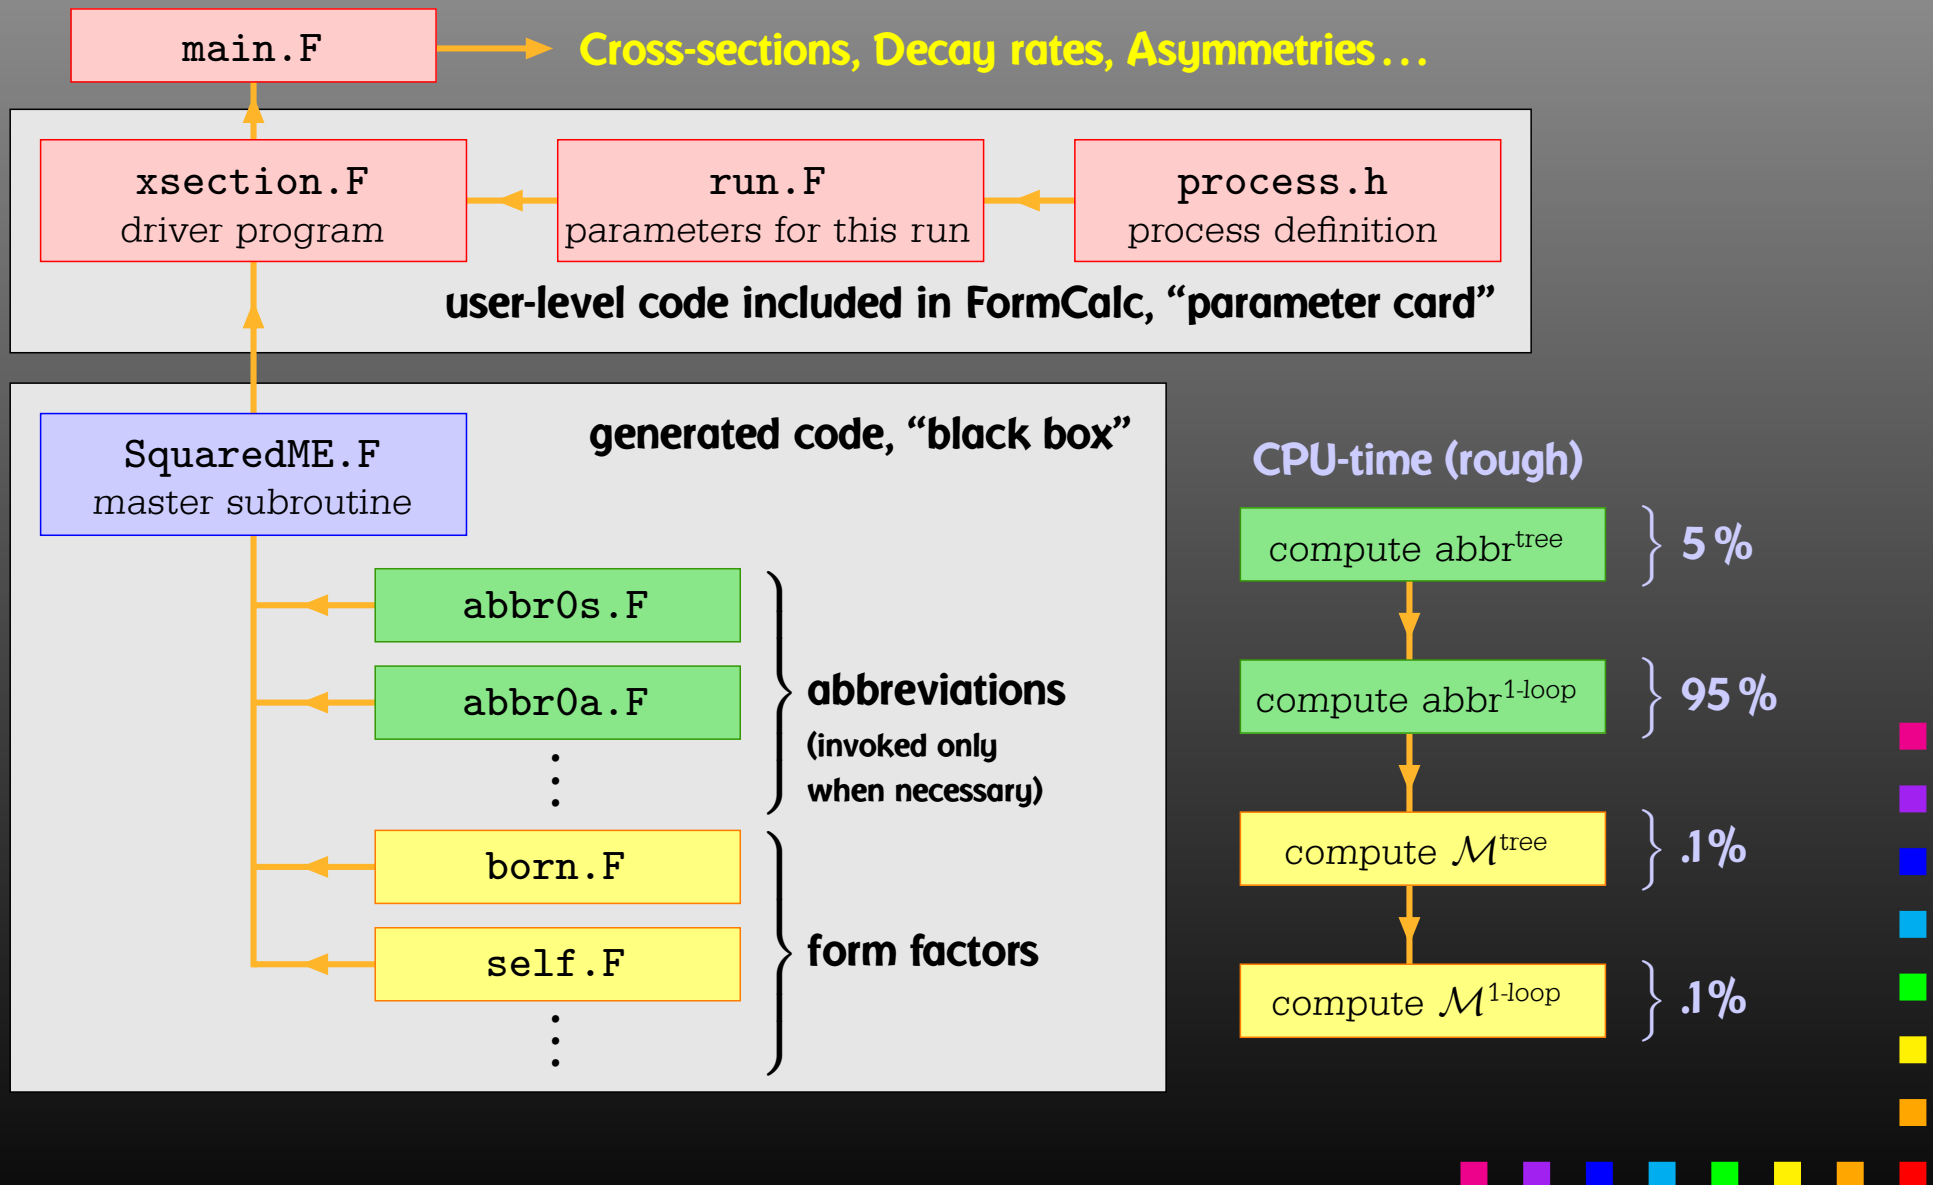 main.F
Cross-sections, Decay rates, Asymmetries...
xsection.F
driver program
run.F
parameters for this run
process.h
process definition
user-level code included in FormCalc, “parameter card”
SquaredME.F
master subroutine
generated code, “black box”
abbr0s.F
abbr0a.F
abbreviations
(invoked only
when necessary)
born.F
self.F
form factors
CPU-time (rough)
compute abbr^tree
5 %
compute abbr^1-loop
95 %
compute ℳ^tree
.1%
compute ℳ^1-loop
.1%